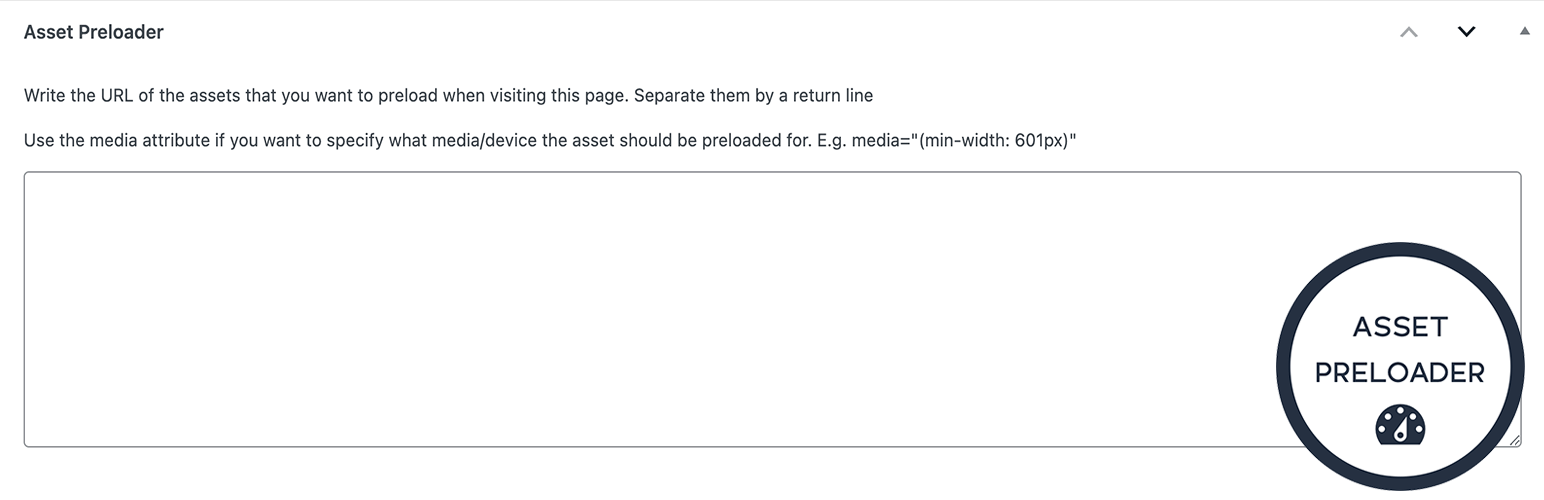 Asset Preloader
Write the URL of the assets that you want to preload when visiting this page. Separate them by a return line
Use the media attribute if you want to specify what media/device the asset should be preloaded for. E.g. media="(min-width: 601px)"
ASSET
PRELOADER